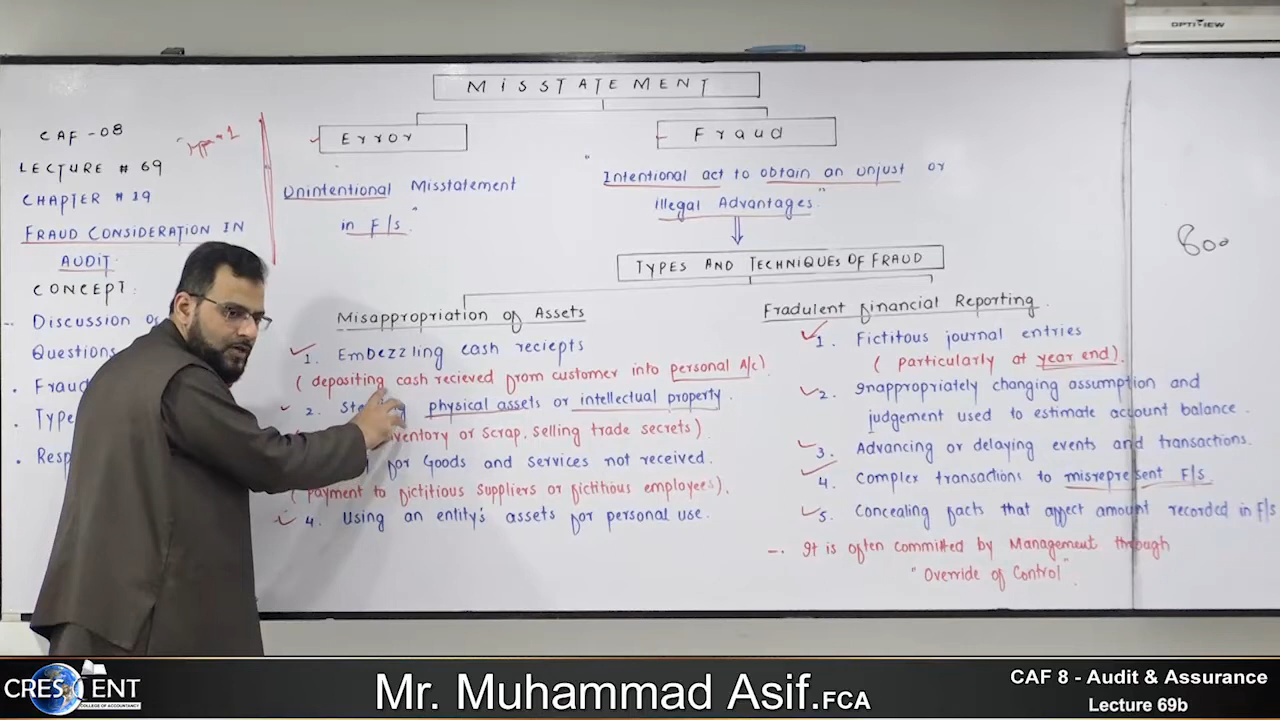 OPTIVIEW
MISSTATEMENT
CAF - 08
Type # 1
Error
Fraud
LECTURE # 69
CHAPTER # 19
FRAUD CONSIDERATION IN
AUDIT.
CONCEPT:
Discussion
Questions
Fraud
Type
Resp
Unintentional Misstatement
in F/s."
"Intentional act to obtain an unjust or
illegal Advantages."
800
TYPES AND TECHNIQUES OF FRAUD
Misappropriation of Assets
1. Embezzling cash reciepts
( depositing cash recieved from customer into personal A/c).
2. physical assets or intellectual property.
inventory or scrap, selling trade secrets).
for Goods and services not received.
( payment to fictitious suppliers or fictitious employees).
4. Using an entity's assets for personal use.
Fradulent financial Reporting.
1. Fictitous journal entries
( particularly at year end).
2. Inappropriately changing assumption and
judgement used to estimate account balance.
3. Advancing or delaying events and transactions.
4. Complex transactions to misrepresent F/s
5. Concealing facts that affect amount recorded in F/s
-. It is often committed by Management through
"Override of Control".
CRESCENT
COLLEGE OF ACCOUNTANCY
Mr. Muhammad Asif.FCA
CAF 8 - Audit & Assurance
Lecture 69b